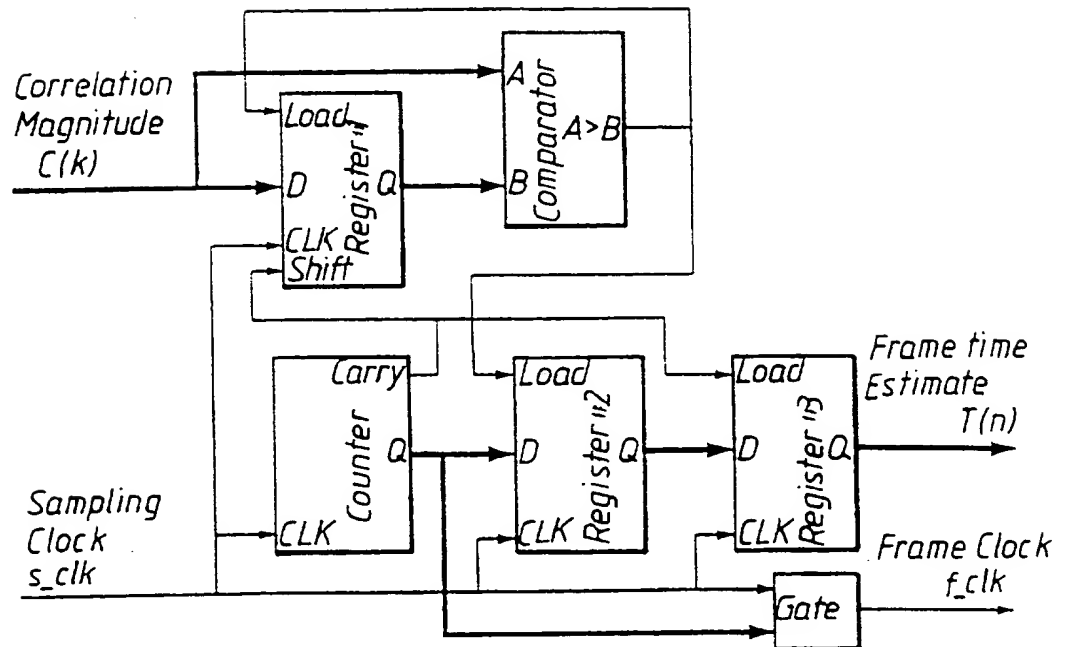 Correlation
Magnitude
C(k)
Load
D
Q
CLK
Shift
Register "1
A
B
A>B
Comparator
Carry
Counter
Q
CLK
Load
D
Q
CLK
Register "2
Load
D
Q
CLK
Register "3
Frame time
Estimate
T(n)
Sampling
Clock
s_clk
Gate
Frame Clock
f_clk